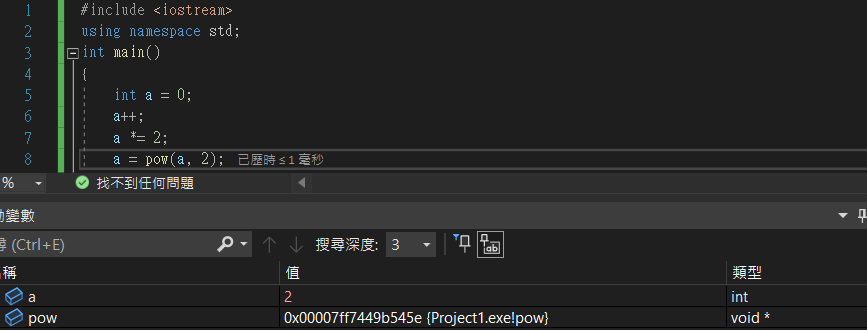 1 #include <iostream>
2 using namespace std;
3 int main()
4 {
5 int a = 0;
6 a++;
7 a *= 2;
8 a = pow(a, 2); 已歷時 ≤ 1 毫秒
% 找不到任何問題
動變數
尋 (Ctrl+E) 搜尋深度: 3
名稱 值 類型
a 2 int
pow 0x00007ff7449b545e {Project1.exe!pow} void *